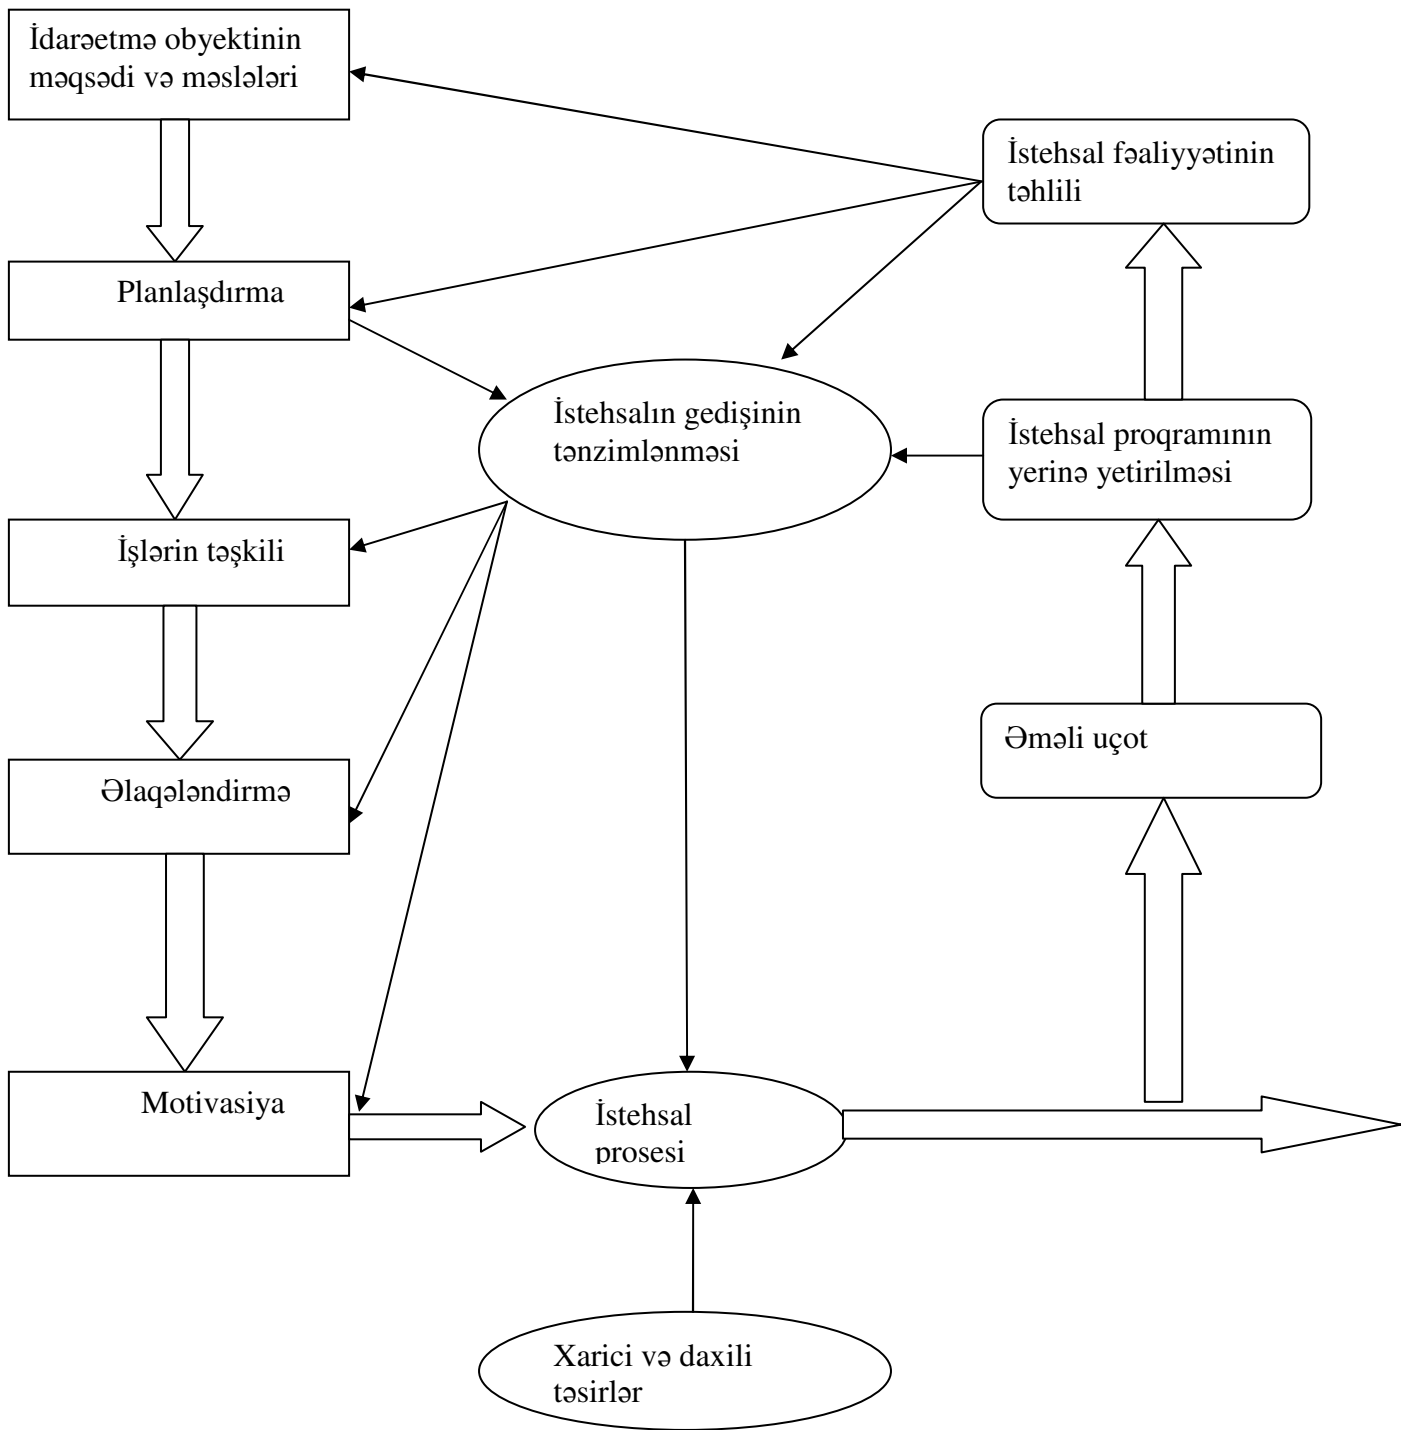 İdarəetmə obyektinin
məqsədi və məslələri
İstehsal fəaliyyətinin
təhlili
Planlaşdırma
İstehsalın gedişinin
tənzimlənməsi
İstehsal proqramının
yerinə yetirilməsi
İşlərin təşkili
Əməli uçot
Əlaqələndirmə
Motivasiya
İstehsal
prosesi
Xarici və daxili
təsirlər